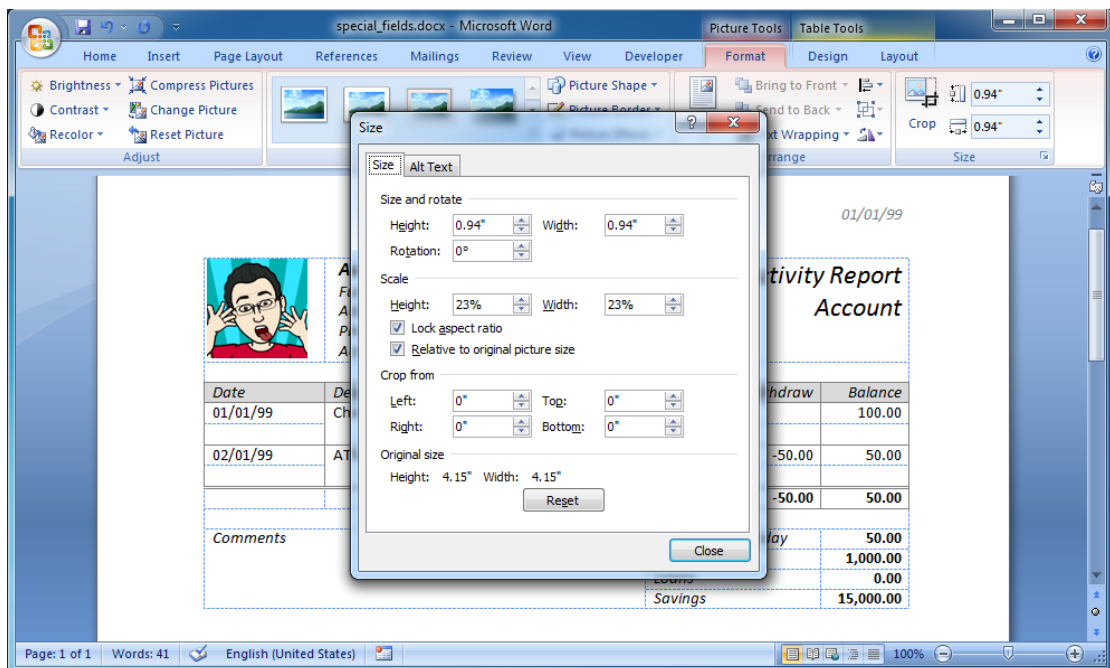 special_fields.docx - Microsoft Word Picture Tools Table Tools
Home Insert Page Layout References Mailings Review View Developer Format Design Layout
Brightness Compress Pictures Picture Shape Bring to Front 0.94"
Contrast Change Picture Picture Border Send to Back Crop 0.94"
Recolor Reset Picture Wrapping
Adjust Size
Size
Size Alt Text
Size and rotate
Height: 0.94" Width: 0.94"
Rotation: 0°
Scale
Height: 23% Width: 23%
Lock aspect ratio
Relative to original picture size
Crop from
Left: 0" Top: 0"
Right: 0" Bottom: 0"
Original size
Height: 4.15" Width: 4.15"
Reset
Close
01/01/99
Report
Account
Date Balance
01/01/99 100.00
02/01/99 -50.00 50.00
-50.00 50.00
Comments 50.00
1,000.00
0.00
Savings 15,000.00
Page: 1 of 1 Words: 41 English (United States) 100%